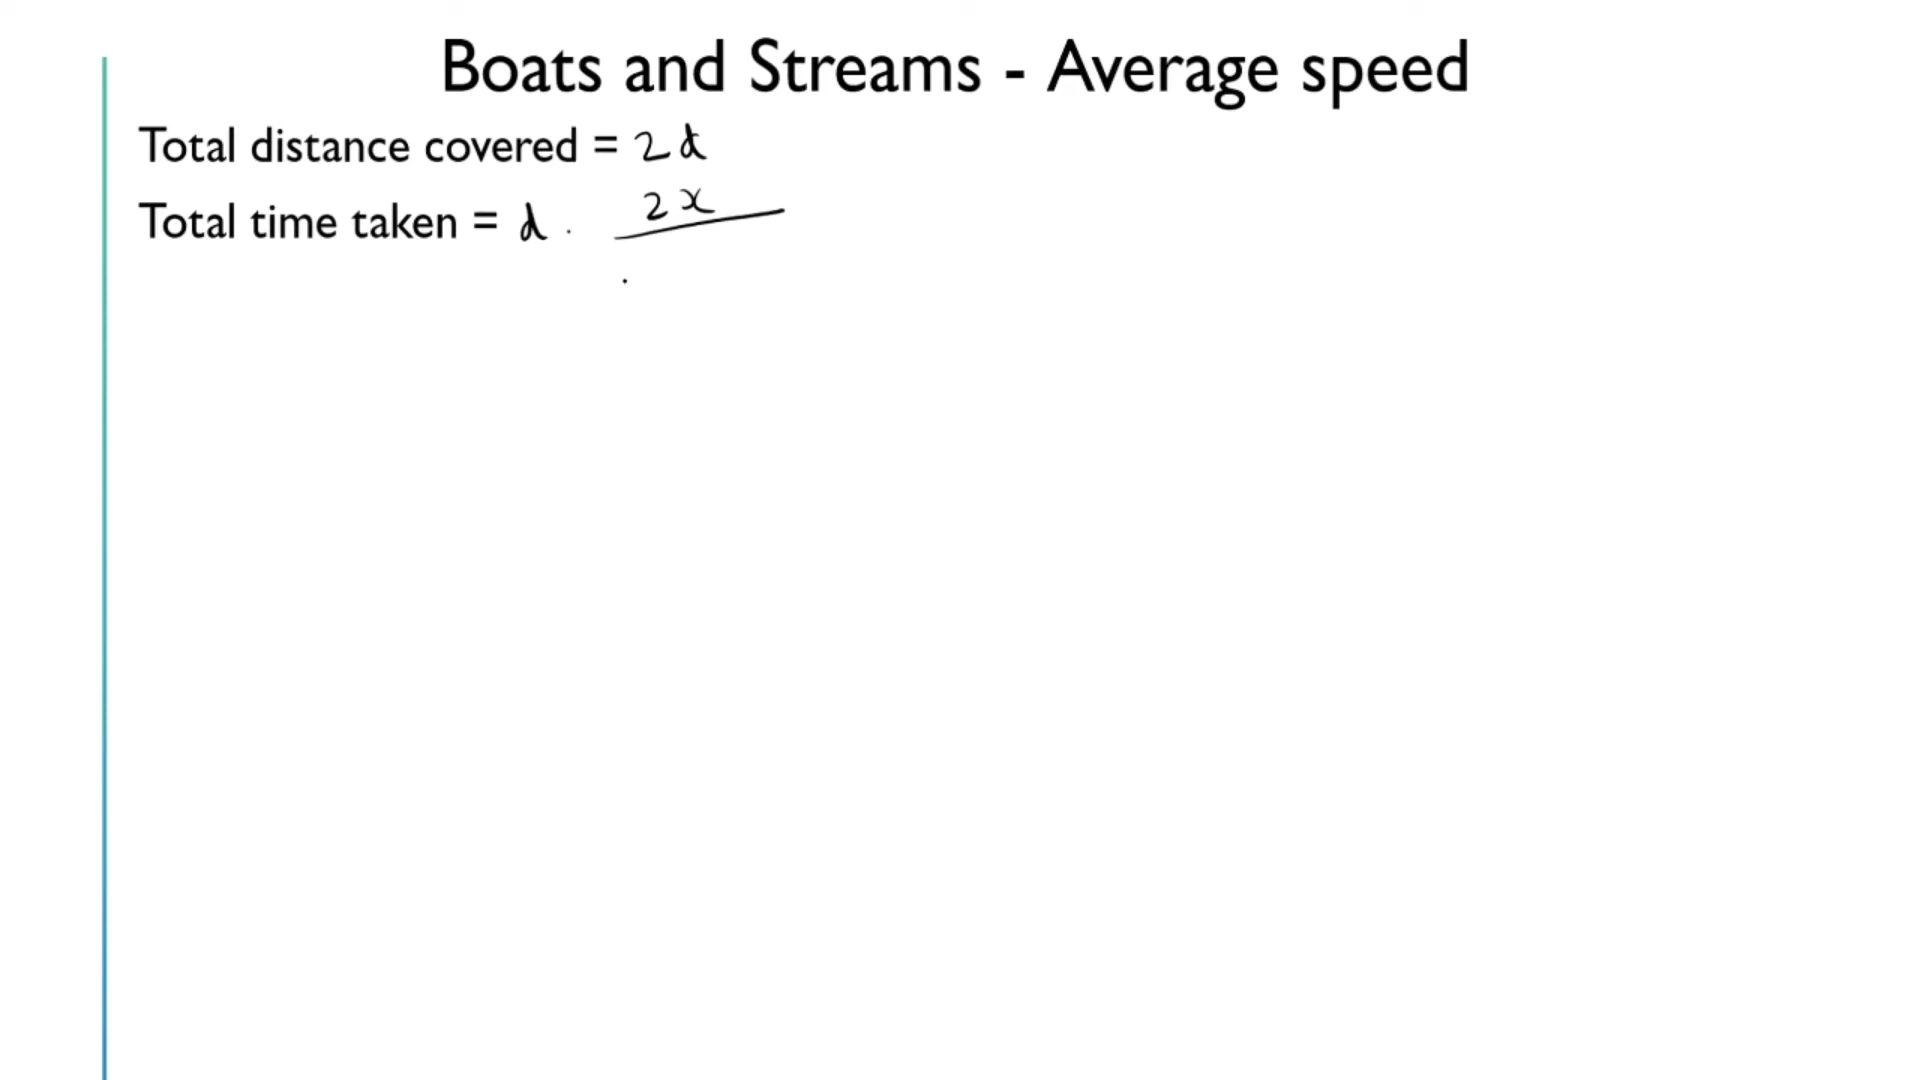 Boats and Streams - Average speed
Total distance covered = 2d
Total time taken = d . 2x